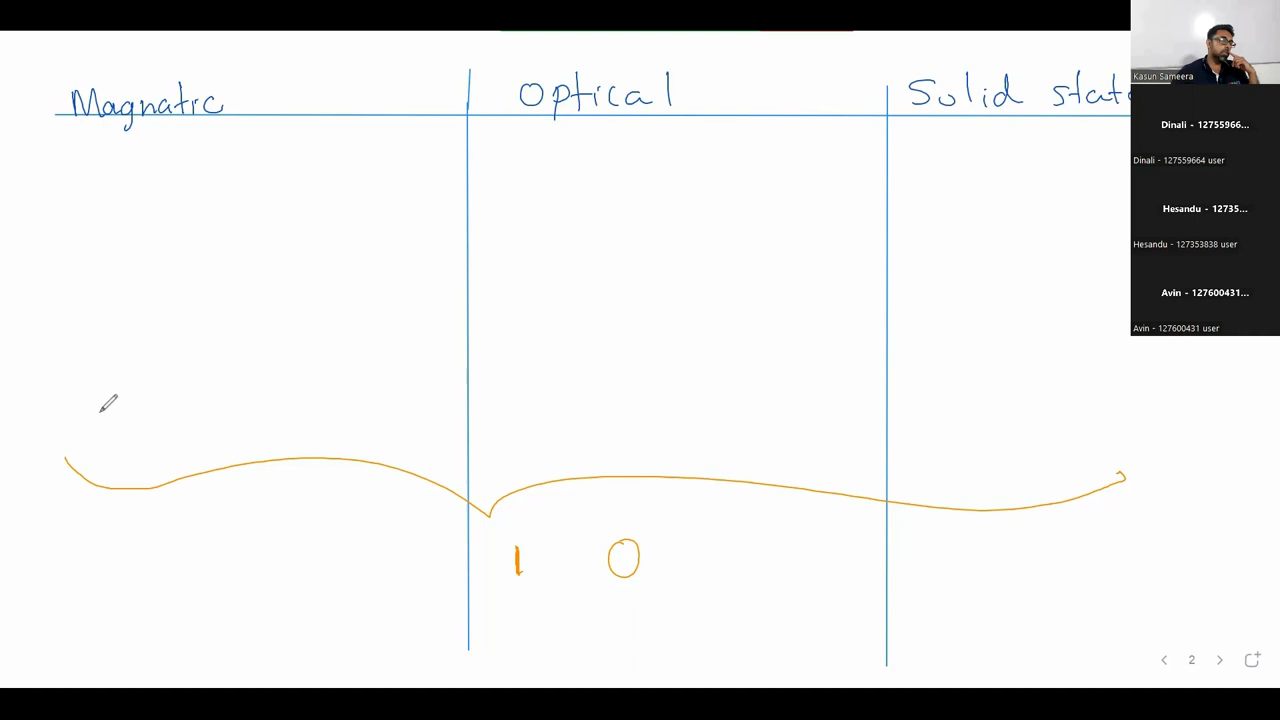 Magnatic
Optical
Solid stat
1 0
Kasun Sameera
Dinali - 12755966...
Dinali - 127559664 user
Hesandu - 12735...
Hesandu - 127353838 user
Avin - 127600431...
Avin - 127600431 user
2